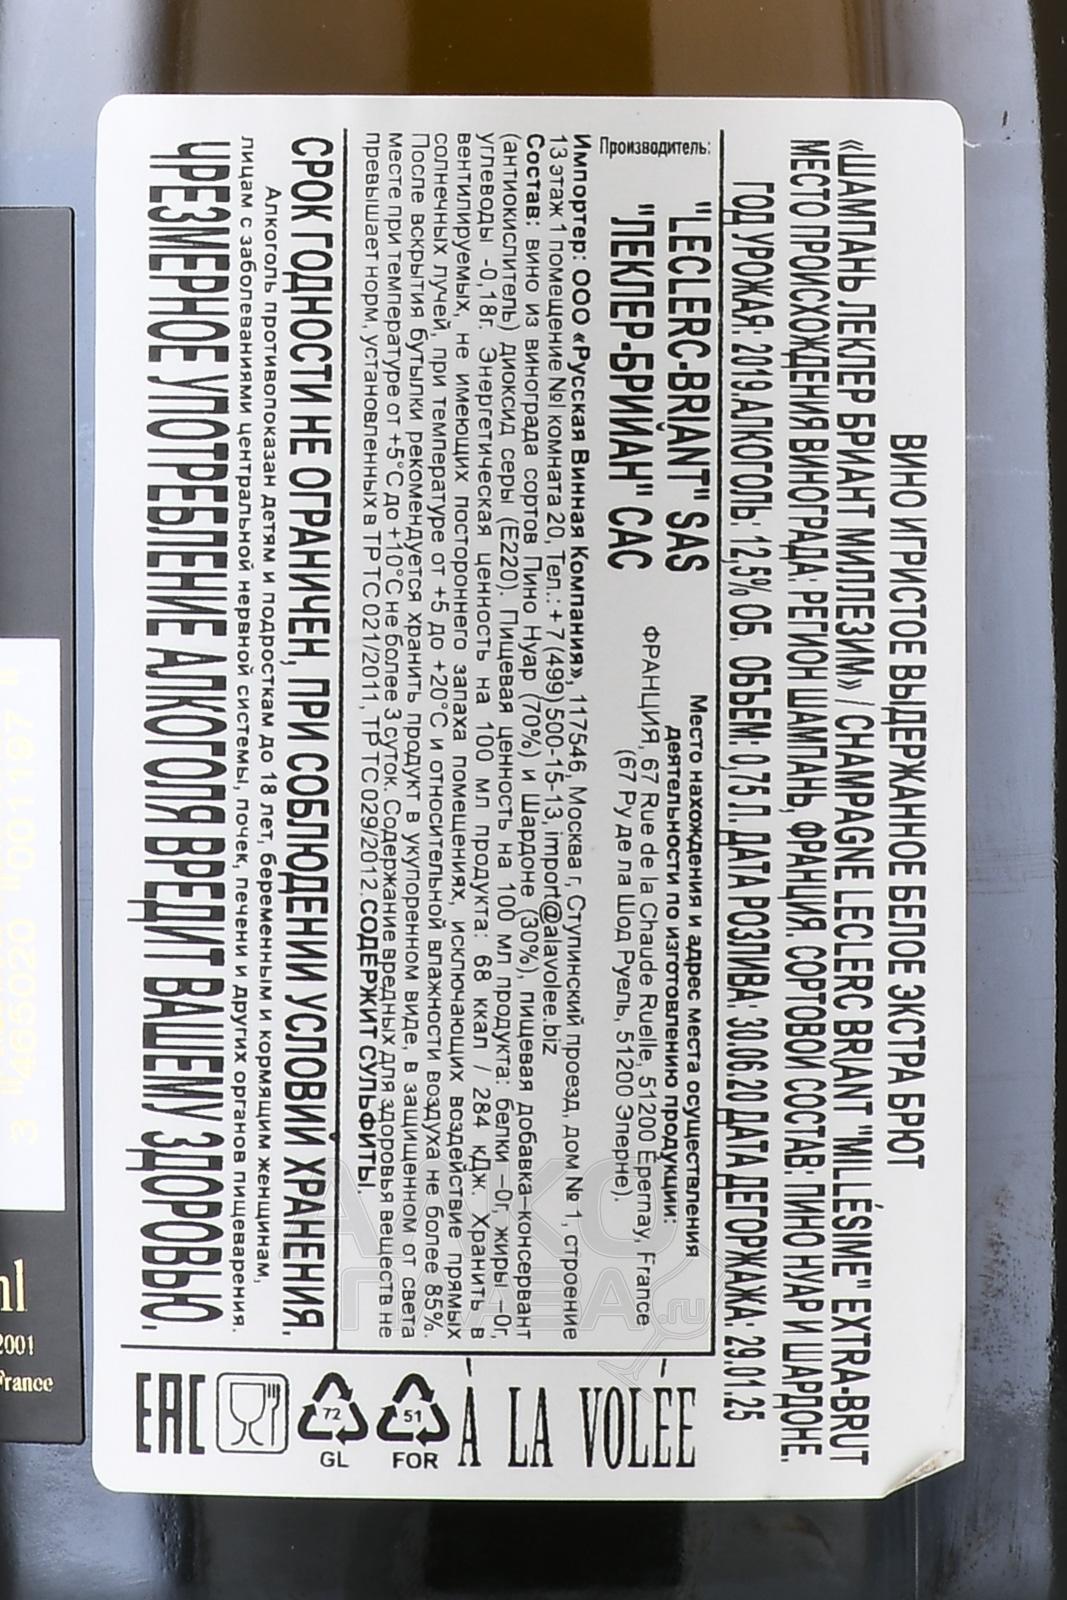 ВИНО ИГРИСТОЕ ВЫДЕРЖАННОЕ БЕЛОЕ ЭКСТРА БРЮТ
«ШАМПАНЬ ЛЕКЛЕР БРИАНТ МИЛЛЕЗИМ» / CHAMPAGNE LECLERC BRIANT "MILLÉSIME" EXTRA-BRUT
МЕСТО ПРОИСХОЖДЕНИЯ ВИНОГРАДА: РЕГИОН ШАМПАНЬ, ФРАНЦИЯ. СОРТОВОЙ СОСТАВ: ПИНО НУАР И ШАРДОНЕ.
ГОД УРОЖАЯ: 2019.АЛКОГОЛЬ: 12,5% ОБ. ОБЪЕМ: 0,75 Л. ДАТА РОЗЛИВА: 30.06.20 ДАТА ДЕГОРЖАЖА: 29.01.25
Производитель:
"LECLERC-BRIANT" SAS
"ЛЕКЛЕР-БРИЙАН" САС
Место нахождения и адрес места осуществления
деятельности по изготовлению продукции:
ФРАНЦИЯ, 67 Rue de la Chaude Ruelle, 51200 Épernay, France
(67 Ру де ла Шод Руель, 51200 Эперне).
Импортер: ООО «Русская Винная Компания», 117546, Москва г, Ступинский проезд, дом № 1, строение
13 этаж 1 помещение №I комната 20, Тел.: + 7 (499) 500-15-13, import@alavolee.biz
Состав: вино из винограда сортов Пино Нуар (70%) и Шардоне (30%), пищевая добавка–консервант
(антиокислитель) диоксид серы (Е220). Пищевая ценность на 100 мл продукта: белки –0г, жиры –0г,
углеводы -0,18г. Энергетическая ценность на 100 мл продукта: 68 ккал / 284 кДж. Хранить в
вентилируемых, не имеющих постороннего запаха помещениях, исключающих воздействие прямых
солнечных лучей, при температуре от +5 до +20°С и относительной влажности воздуха не более 85%.
После вскрытия бутылки рекомендуется хранить продукт в укупоренном виде, в защищенном от света
месте при температуре от +5°С до +10°С не более 3 суток. Содержание вредных для здоровья веществ не
превышает норм, установленных в ТР ТС 021/2011, ТР ТС 029/2012. СОДЕРЖИТ СУЛЬФИТЫ.
СРОК ГОДНОСТИ НЕ ОГРАНИЧЕН, ПРИ СОБЛЮДЕНИИ УСЛОВИЙ ХРАНЕНИЯ.
Алкоголь противопоказан детям и подросткам до 18 лет, беременным и кормящим женщинам,
лицам с заболеваниями центральной нервной системы, почек, печени и других органов пищеварения.
ЧРЕЗМЕРНОЕ УПОТРЕБЛЕНИЕ АЛКОГОЛЯ ВРЕДИТ ВАШЕМУ ЗДОРОВЬЮ.
À LA VOLÉE
51
FOR
72
GL
EAC
2001
France
АЛКО
ПЛАЗА.ru